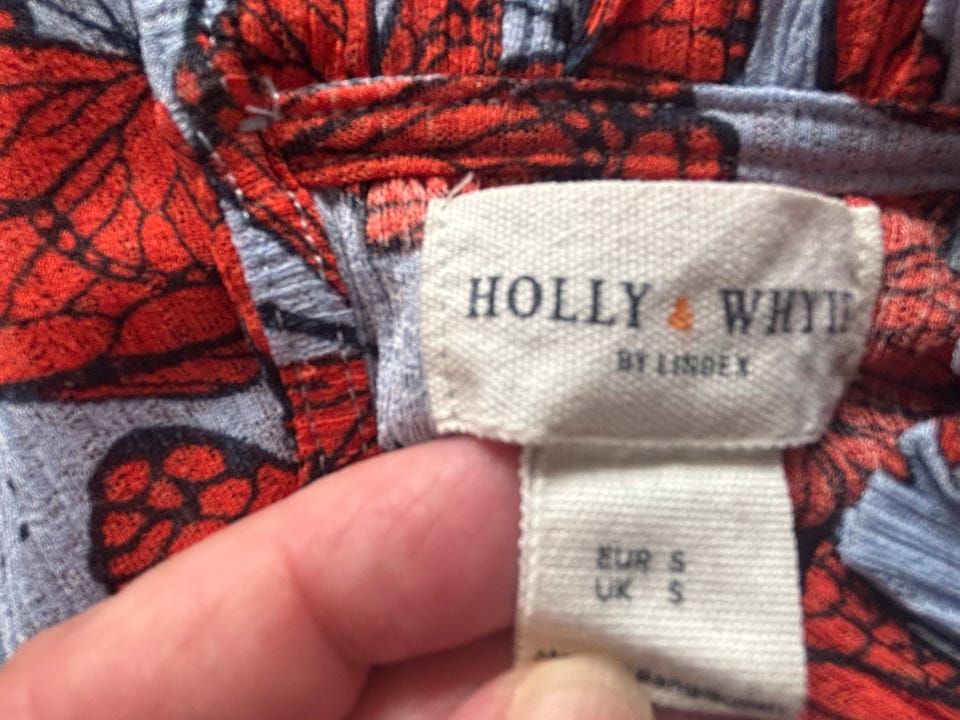 HOLLY & WHYTE
BY LINDEX
EUR S
UK S